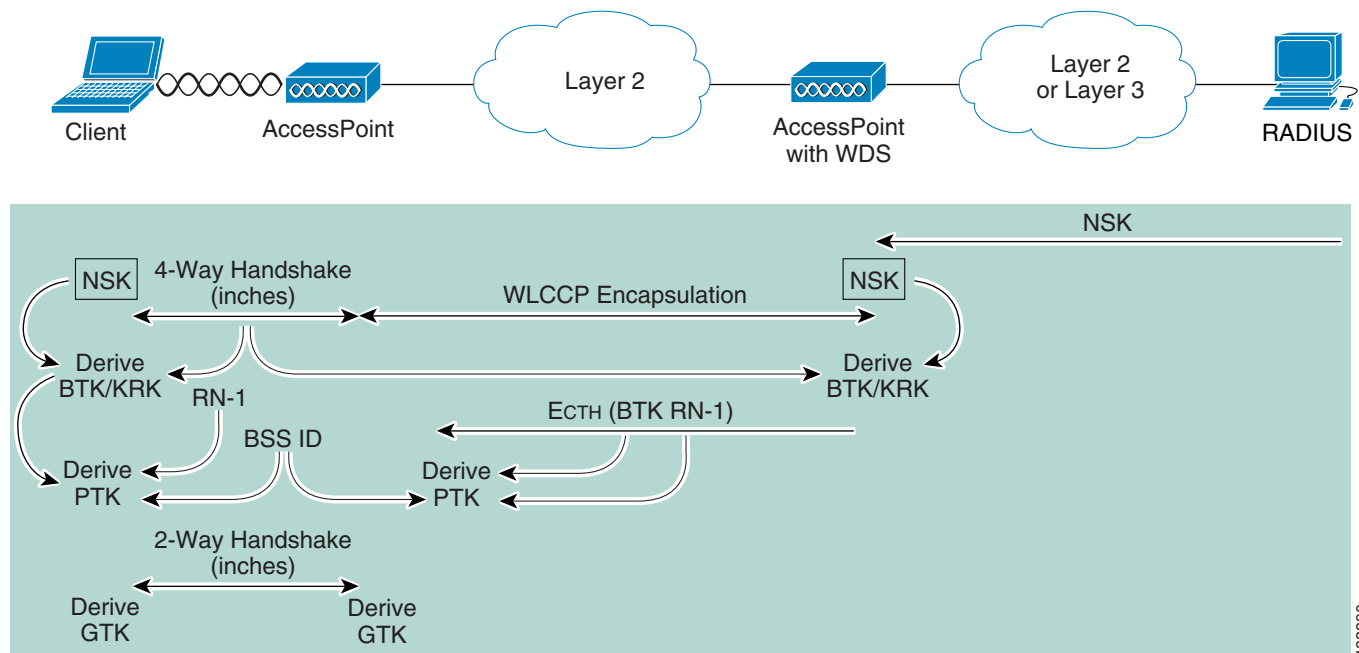 Client
AccessPoint
Layer 2
AccessPoint
with WDS
Layer 2
or Layer 3
RADIUS
NSK
NSK
4-Way Handshake
(inches)
WLCCP Encapsulation
NSK
Derive
BTK/KRK
Derive
BTK/KRK
RN-1
ECTH (BTK RN-1)
BSS ID
Derive
PTK
Derive
PTK
2-Way Handshake
(inches)
Derive
GTK
Derive
GTK